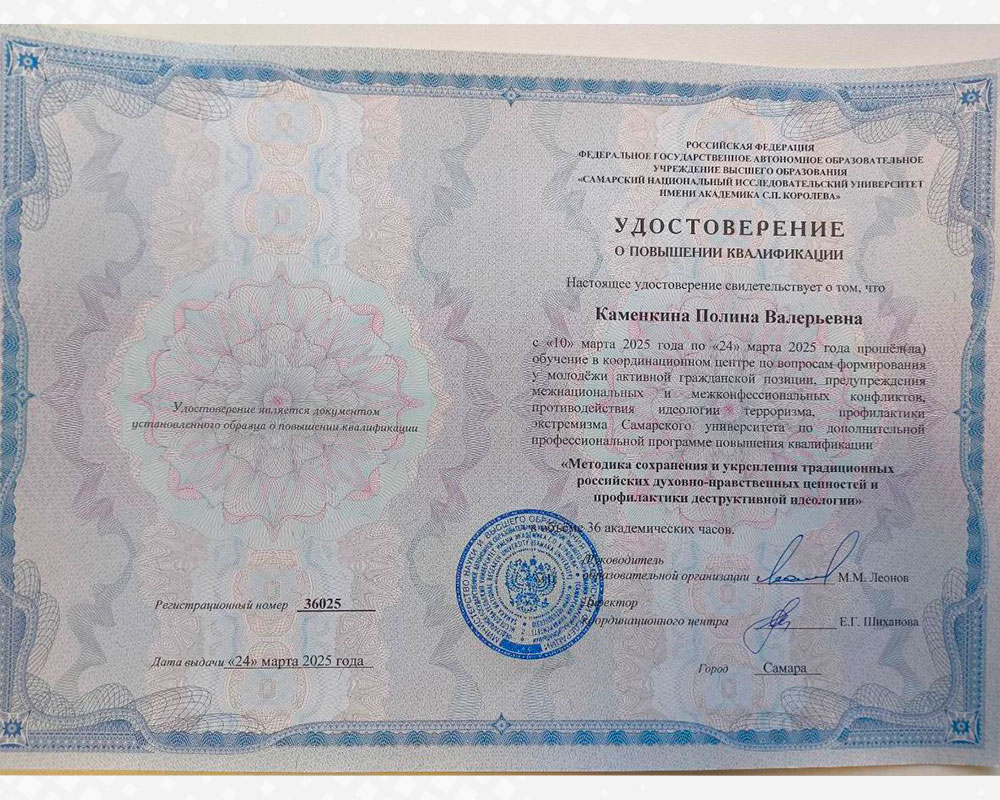 Удостоверение является документом
установленного образца о повышении квалификации
Регистрационный номер 36025
Дата выдачи «24» марта 2025 года
РОССИЙСКАЯ ФЕДЕРАЦИЯ
ФЕДЕРАЛЬНОЕ ГОСУДАРСТВЕННОЕ АВТОНОМНОЕ ОБРАЗОВАТЕЛЬНОЕ
УЧРЕЖДЕНИЕ ВЫСШЕГО ОБРАЗОВАНИЯ
«САМАРСКИЙ НАЦИОНАЛЬНЫЙ ИССЛЕДОВАТЕЛЬСКИЙ УНИВЕРСИТЕТ
ИМЕНИ АКАДЕМИКА С.П. КОРОЛЕВА»
УДОСТОВЕРЕНИЕ
О ПОВЫШЕНИИ КВАЛИФИКАЦИИ
Настоящее удостоверение свидетельствует о том, что
Каменкина Полина Валерьевна
с «10» марта 2025 года по «24» марта 2025 года прошёл(ла)
обучение в координационном центре по вопросам формирования
у молодёжи активной гражданской позиции, предупреждения
межнациональных и межконфессиональных конфликтов,
противодействия идеологии терроризма, профилактики
экстремизма Самарского университета по дополнительной
профессиональной программе повышения квалификации
«Методика сохранения и укрепления традиционных
российских духовно-нравственных ценностей и
профилактики деструктивной идеологии»
в объёме 36 академических часов.
Руководитель
образовательной организации М.М. Леонов
Директор
координационного центра Е.Г. Шиханова
Город Самара